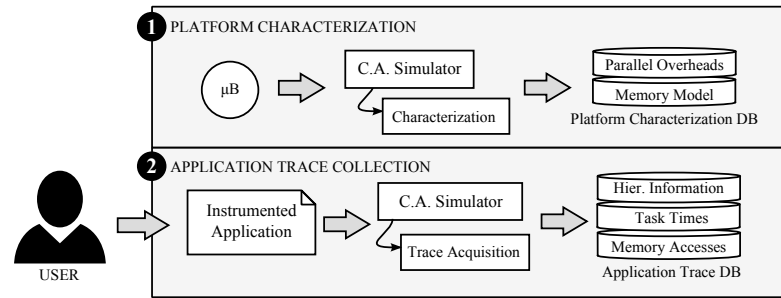 1 PLATFORM CHARACTERIZATION
μB
C.A. Simulator
Characterization
Parallel Overheads
Memory Model
Platform Characterization DB
2 APPLICATION TRACE COLLECTION
USER
Instrumented
Application
C.A. Simulator
Trace Acquisition
Hier. Information
Task Times
Memory Accesses
Application Trace DB